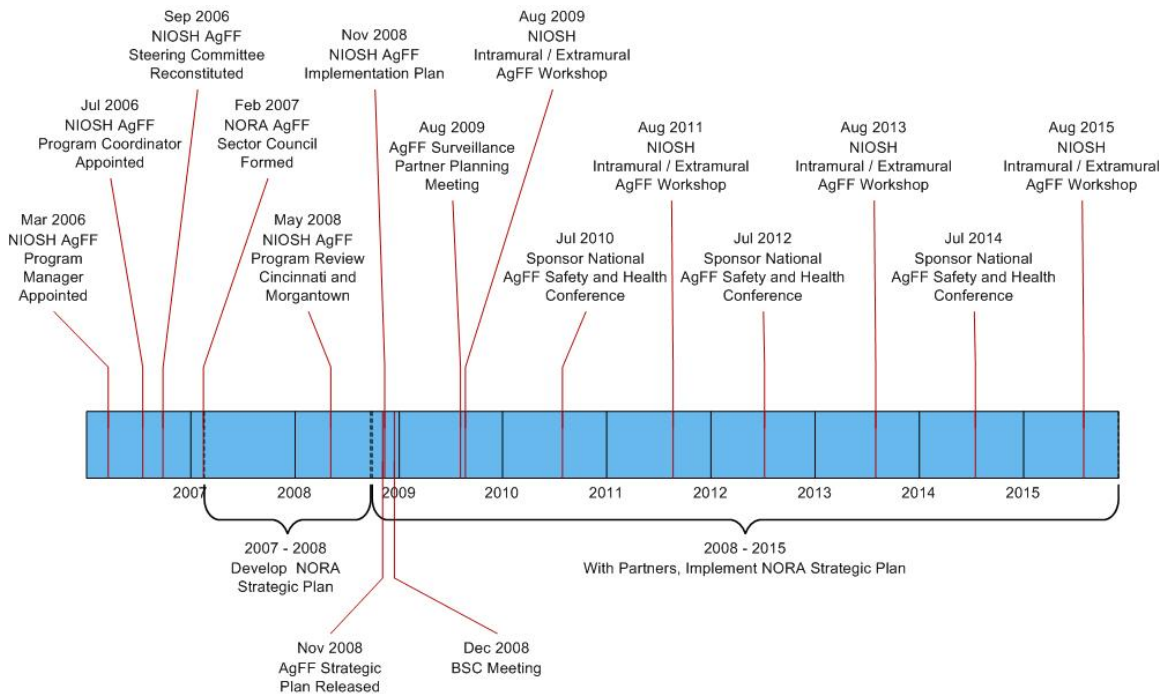 Sep 2006
NIOSH AgFF
Steering Committee
Reconstituted
Nov 2008
NIOSH AgFF
Implementation Plan
Aug 2009
NIOSH
Intramural / Extramural
AgFF Workshop
Jul 2006
NIOSH AgFF
Program Coordinator
Appointed
Feb 2007
NORA AgFF
Sector Council
Formed
Aug 2009
AgFF Surveillance
Partner Planning
Meeting
Aug 2011
NIOSH
Intramural / Extramural
AgFF Workshop
Aug 2013
NIOSH
Intramural / Extramural
AgFF Workshop
Aug 2015
NIOSH
Intramural / Extramural
AgFF Workshop
Mar 2006
NIOSH AgFF
Program
Manager
Appointed
May 2008
NIOSH AgFF
Program Review
Cincinnati and
Morgantown
Jul 2010
Sponsor National
AgFF Safety and Health
Conference
Jul 2012
Sponsor National
AgFF Safety and Health
Conference
Jul 2014
Sponsor National
AgFF Safety and Health
Conference
2007
2008
2009
2010
2011
2012
2013
2014
2015
2007 - 2008
Develop NORA
Strategic Plan
2008 - 2015
With Partners, Implement NORA Strategic Plan
Nov 2008
AgFF Strategic
Plan Released
Dec 2008
BSC Meeting